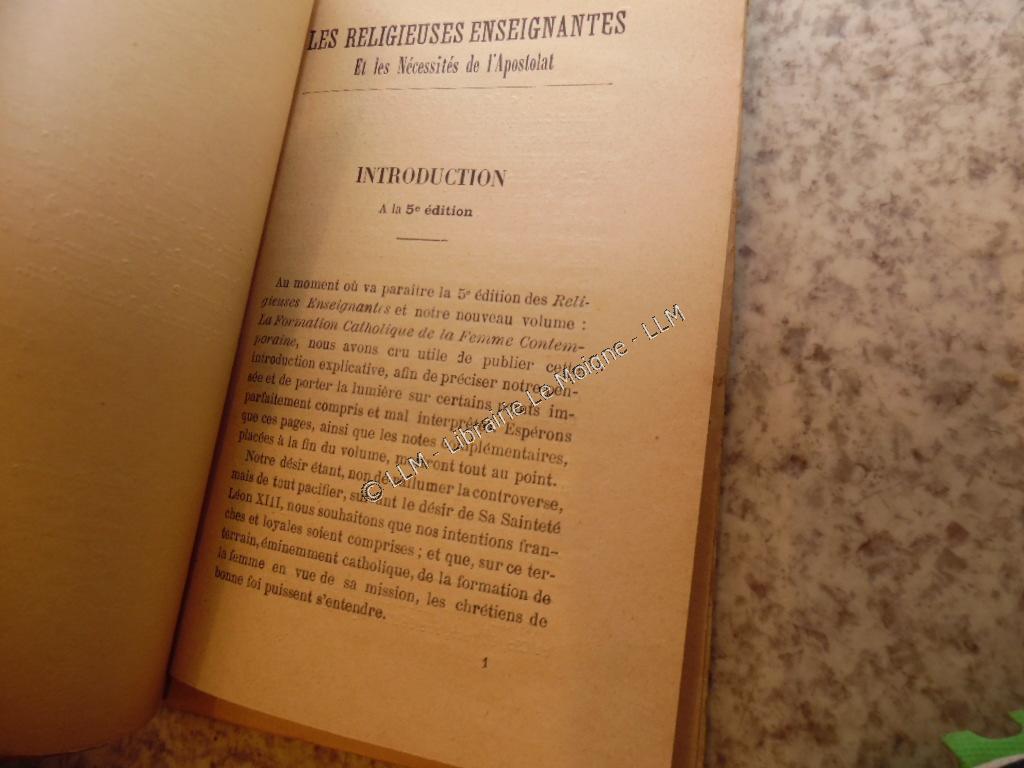 LES RELIGIEUSES ENSEIGNANTES
Et les Nécessités de l'Apostolat
INTRODUCTION
A la 5e édition
Au moment où va paraître la 5e édition des Reli-
gieuses Enseignantes et notre nouveau volume :
La Formation Catholique de la Femme Contem-
poraine, nous avons cru utile de publier cette
introduction explicative, afin de préciser notre pen-
sée et de porter la lumière sur certains points im-
parfaitement compris et mal interprétés. Espérons
que ces pages, ainsi que les notes complémentaires,
placées à la fin du volume, mettront tout au point.
Notre désir étant, non de rallumer la controverse,
mais de tout pacifier, suivant le désir de Sa Sainteté
Léon XIII, nous souhaitons que nos intentions fran-
ches et loyales soient comprises ; et que, sur ce ter-
terrain, éminemment catholique, de la formation de
la femme en vue de sa mission, les chrétiens de
bonne foi puissent s'entendre.
1
© LLM - Librairie Le Moigne - LLM